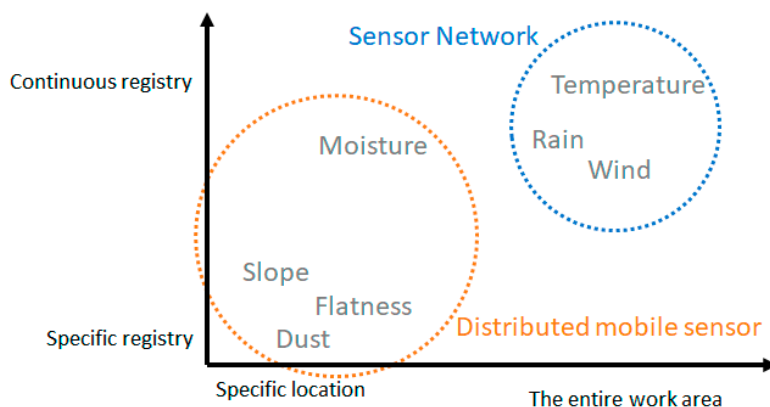 Sensor Network
Continuous registry
Temperature
Moisture
Rain
Wind
Slope
Flatness
Dust
Distributed mobile sensor
Specific registry
Specific location
The entire work area